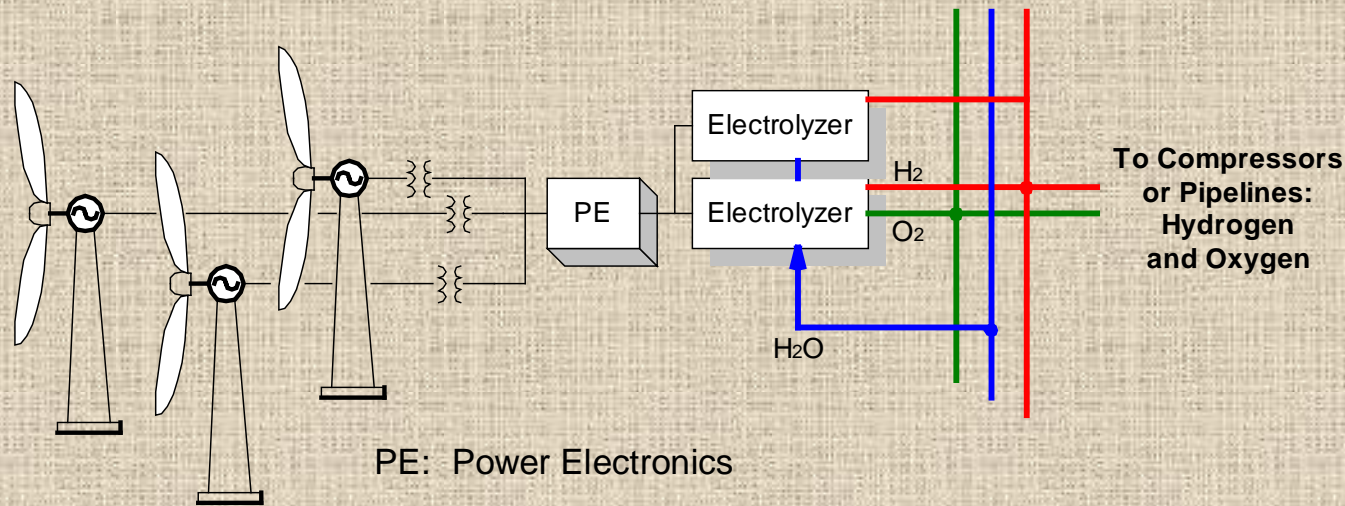 Electrolyzer
PE
Electrolyzer
H2
O2
H2O
To Compressors
or Pipelines:
Hydrogen
and Oxygen
PE: Power Electronics